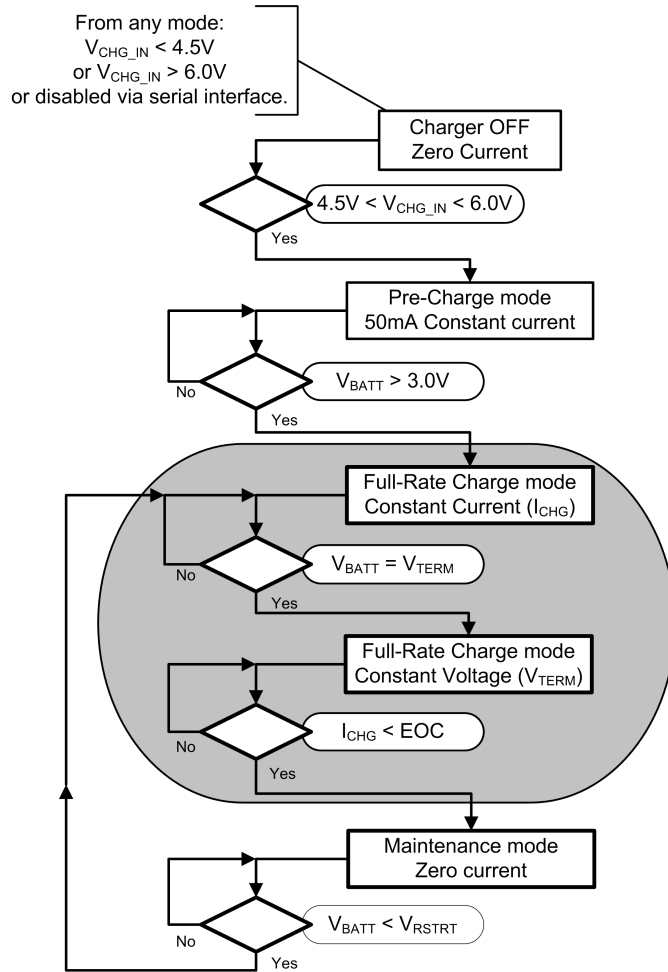 From any mode:
V_CHG_IN < 4.5V
or V_CHG_IN > 6.0V
or disabled via serial interface.
Charger OFF
Zero Current
4.5V < V_CHG_IN < 6.0V
Yes
Pre-Charge mode
50mA Constant current
V_BATT > 3.0V
No
Yes
Full-Rate Charge mode
Constant Current (I_CHG)
V_BATT = V_TERM
No
Yes
Full-Rate Charge mode
Constant Voltage (V_TERM)
I_CHG < EOC
No
Yes
Maintenance mode
Zero current
V_BATT < V_RSTRT
No
Yes